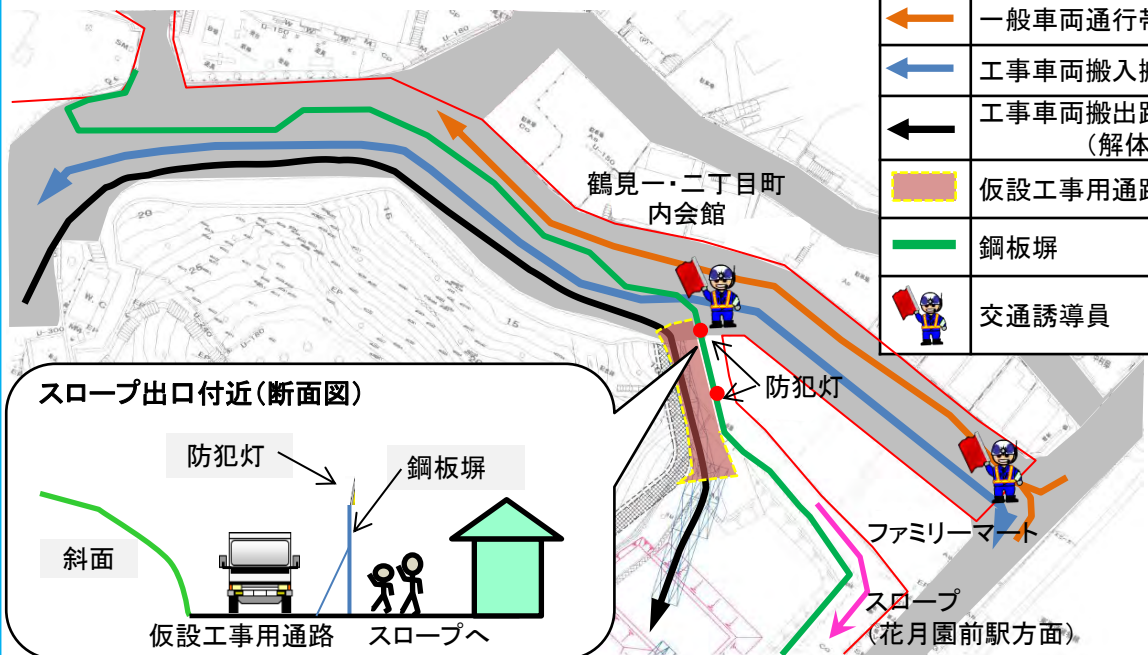 一般車両通行帯
工事車両搬入搬
工事車両搬出路
(解体
仮設工事用通路
鋼板塀
交通誘導員
鶴見一・二丁目町
内会館
防犯灯
ファミリーマート
スロープ
(花月園前駅方面)
スロープ出口付近(断面図)
防犯灯
鋼板塀
斜面
仮設工事用通路
スロープへ